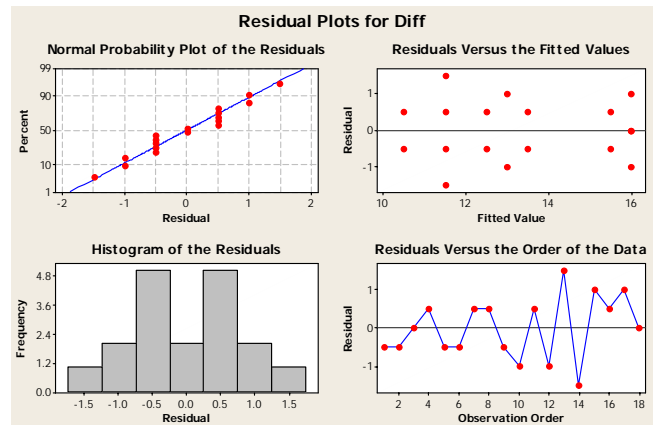 Residual Plots for Diff
Normal Probability Plot of the Residuals
99
90
50
10
1
Percent
-2 -1 0 1 2
Residual
Residuals Versus the Fitted Values
1
0
-1
Residual
10 12 14 16
Fitted Value
Histogram of the Residuals
4.8
3.6
2.4
1.2
0.0
Frequency
-1.5 -1.0 -0.5 0.0 0.5 1.0 1.5
Residual
Residuals Versus the Order of the Data
1
0
-1
Residual
2 4 6 8 10 12 14 16 18
Observation Order